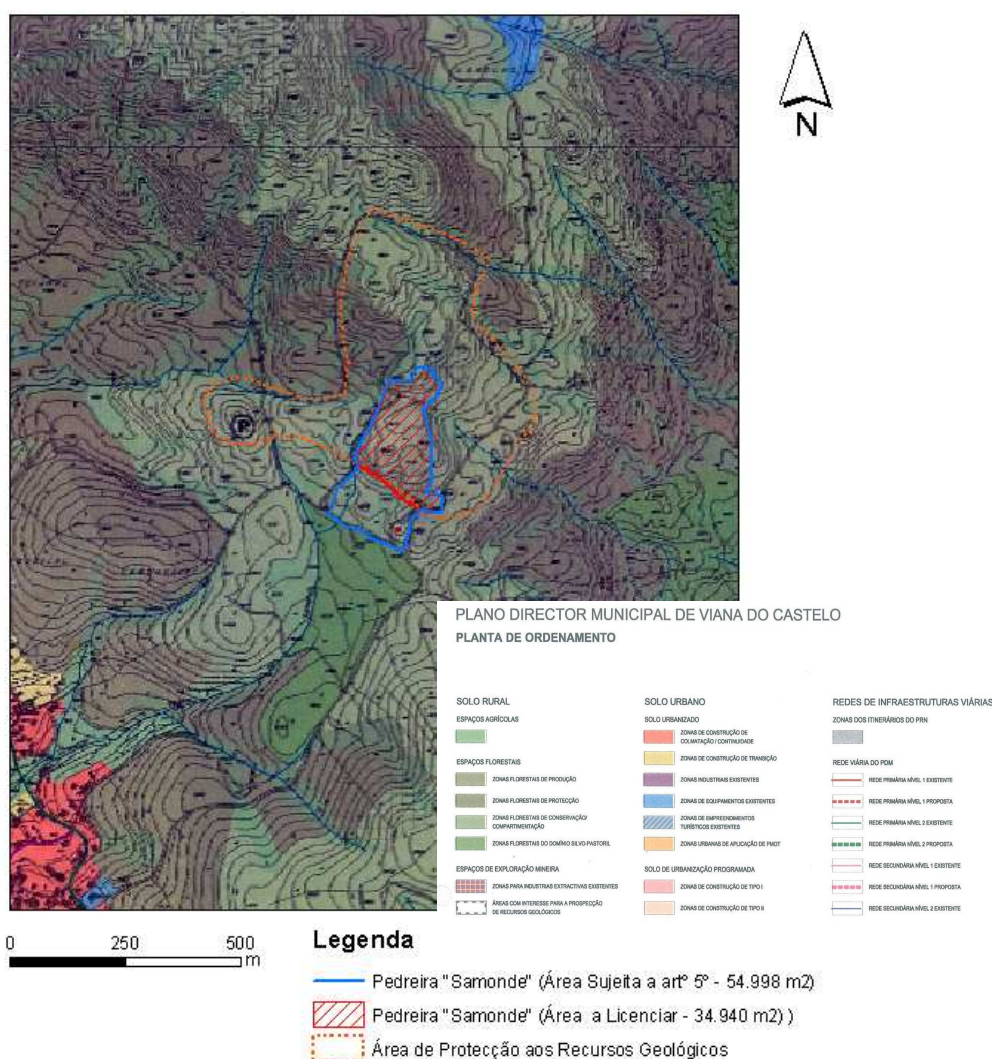 N
PLANO DIRECTOR MUNICIPAL DE VIANA DO CASTELO
PLANTA DE ORDENAMENTO
SOLO RURAL
ESPAÇOS AGRÍCOLAS
ESPAÇOS FLORESTAIS
ZONAS FLORESTAIS DE PRODUÇÃO
ZONAS FLORESTAIS DE PROTECÇÃO
ZONAS FLORESTAIS DE CONSERVAÇÃO/
COMPARTIMENTAÇÃO
ZONAS FLORESTAIS DO DOMÍNIO SILVO-PASTORIL
ESPAÇOS DE EXPLORAÇÃO MINEIRA
ZONAS PARA INDUSTRIAS EXTRACTIVAS EXISTENTES
ÁREAS COM INTERESSE PARA A PROSPECÇÃO
DE RECURSOS GEOLÓGICOS
SOLO URBANO
SOLO URBANIZADO
ZONAS DE CONSTRUÇÃO DE
COLMATAÇÃO / CONTINUIDADE
ZONAS DE CONSTRUÇÃO DE TRANSIÇÃO
ZONAS INDUSTRIAIS EXISTENTES
ZONAS DE EQUIPAMENTOS EXISTENTES
ZONAS DE EMPREENDIMENTOS
TURÍSTICOS EXISTENTES
ZONAS URBANAS DE APLICAÇÃO DE PMOT
SOLO DE URBANIZAÇÃO PROGRAMADA
ZONAS DE CONSTRUÇÃO DE TIPO I
ZONAS DE CONSTRUÇÃO DE TIPO II
REDES DE INFRAESTRUTURAS VIÁRIAS
ZONAS DOS ITINERÁRIOS DO PRN
REDE VIÁRIA DO PDM
REDE PRIMÁRIA NÍVEL 1 EXISTENTE
REDE PRIMÁRIA NÍVEL 1 PROPOSTA
REDE PRIMÁRIA NÍVEL 2 EXISTENTE
REDE PRIMÁRIA NÍVEL 2 PROPOSTA
REDE SECUNDÁRIA NÍVEL 1 EXISTENTE
REDE SECUNDÁRIA NÍVEL 1 PROPOSTA
REDE SECUNDÁRIA NÍVEL 2 EXISTENTE
0 250 500
m
Legenda
Pedreira "Samonde" (Área Sujeita a artº 5º - 54.998 m2)
Pedreira "Samonde" (Área a Licenciar - 34.940 m2) )
Área de Protecção aos Recursos Geológicos